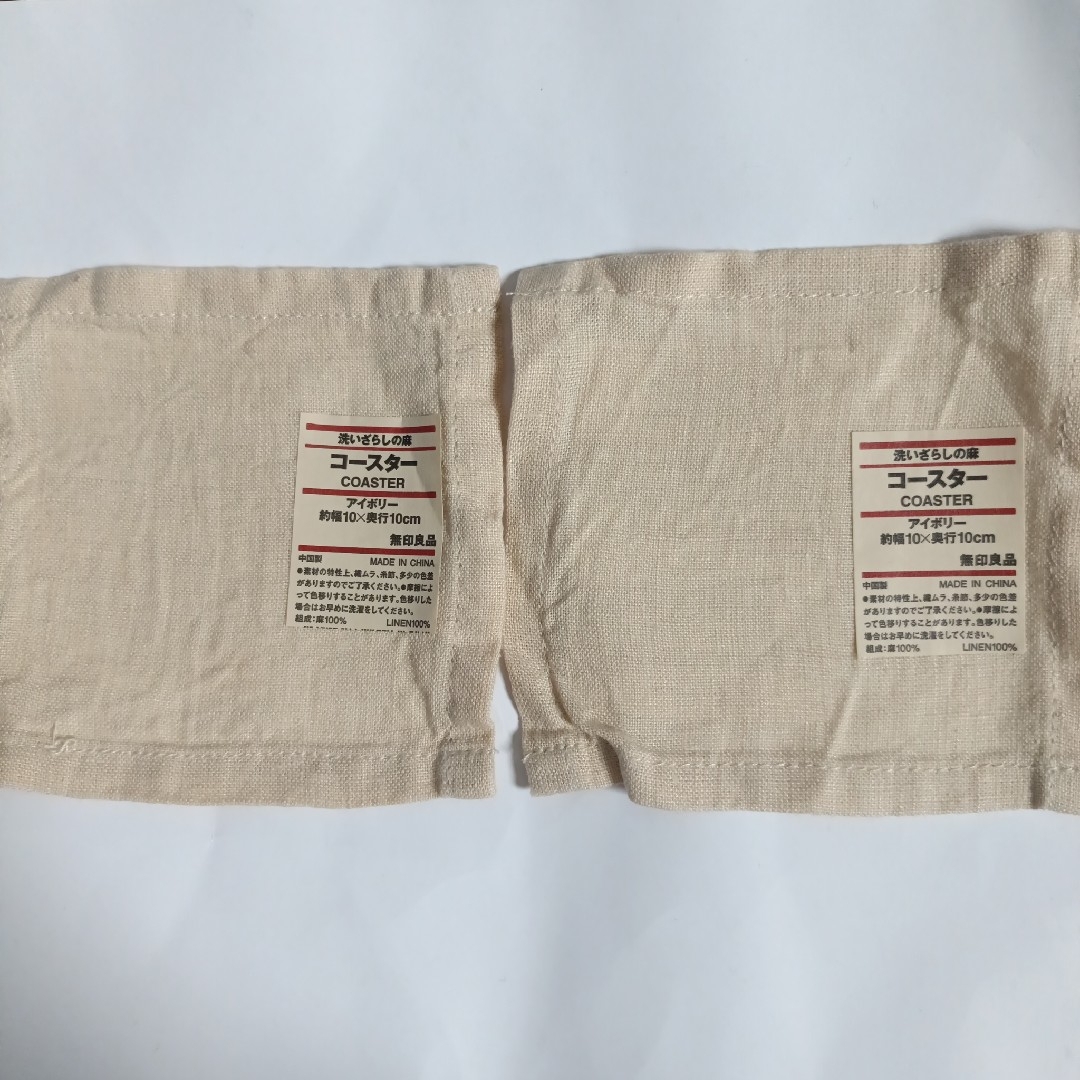 洗いざらしの麻
コースター
COASTER
アイボリー
約幅10×奥行10cm
無印良品
中国製 MADE IN CHINA
●素材の特性上、織ムラ、糸節、多少の色差
がありますのでご了承ください。●摩擦によ
って色移りすることがあります。色移りした
場合はお早めに洗濯をしてください。
組成：麻100% LINEN100%
洗いざらしの麻
コースター
COASTER
アイボリー
約幅10×奥行10cm
無印良品
中国製 MADE IN CHINA
●素材の特性上、織ムラ、糸節、多少の色差
がありますのでご了承ください。●摩擦によ
って色移りすることがあります。色移りした
場合はお早めに洗濯をしてください。
組成：麻100% LINEN100%